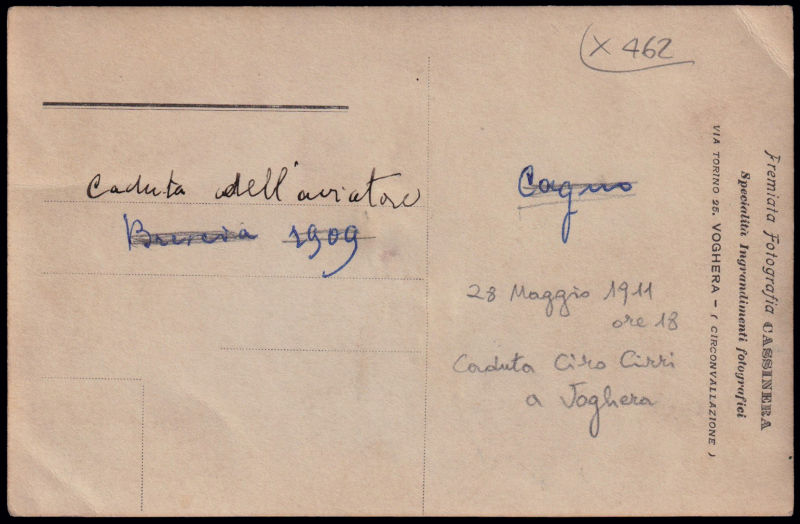 X 462
Caduta dell'aviatore
Brescia 1909
Cagno
28 Maggio 1911
ore 18
Caduta Ciro Cirri
a Voghera
Premiata Fotografia CASSINERA
Specialità Ingrandimenti fotografici
VIA TORINO 25, VOGHERA - ( CIRCONVALLAZIONE )